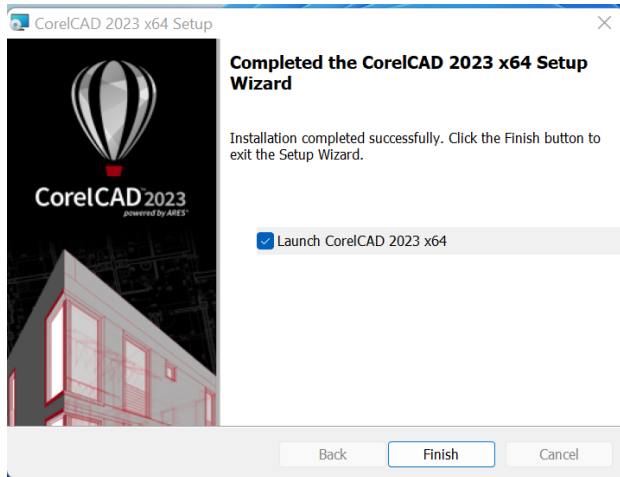 CorelCAD 2023 x64 Setup
Completed the CorelCAD 2023 x64 Setup
Wizard
Installation completed successfully. Click the Finish button to
exit the Setup Wizard.
CorelCAD™2023
powered by ARES®
Launch CorelCAD 2023 x64
Back
Finish
Cancel